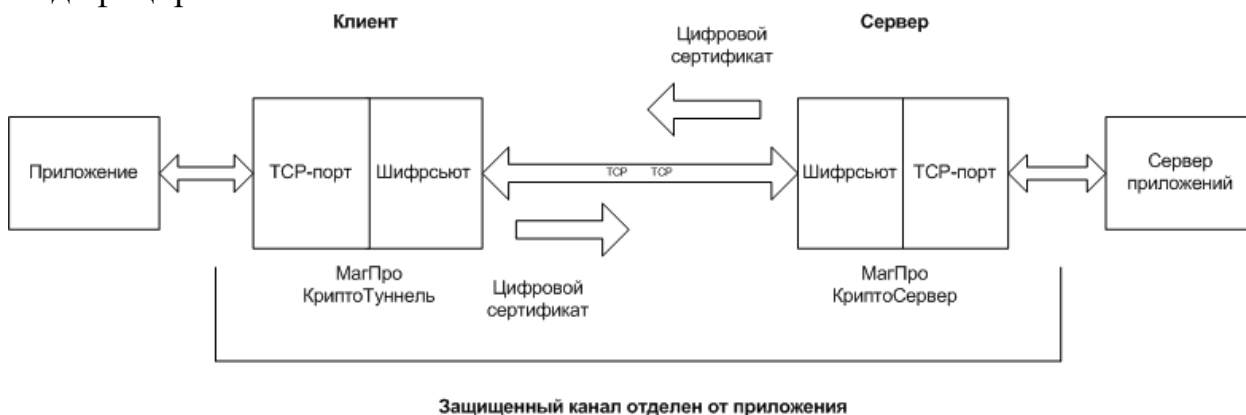 Клиент
Сервер
Цифровой
сертификат
Приложение
TCP-порт
Шифрсьют
TCP TCP
Шифрсьют
TCP-порт
Сервер
приложений
МагПро
КриптоТуннель
Цифровой
сертификат
МагПро
КриптоСервер
Защищенный канал отделен от приложения